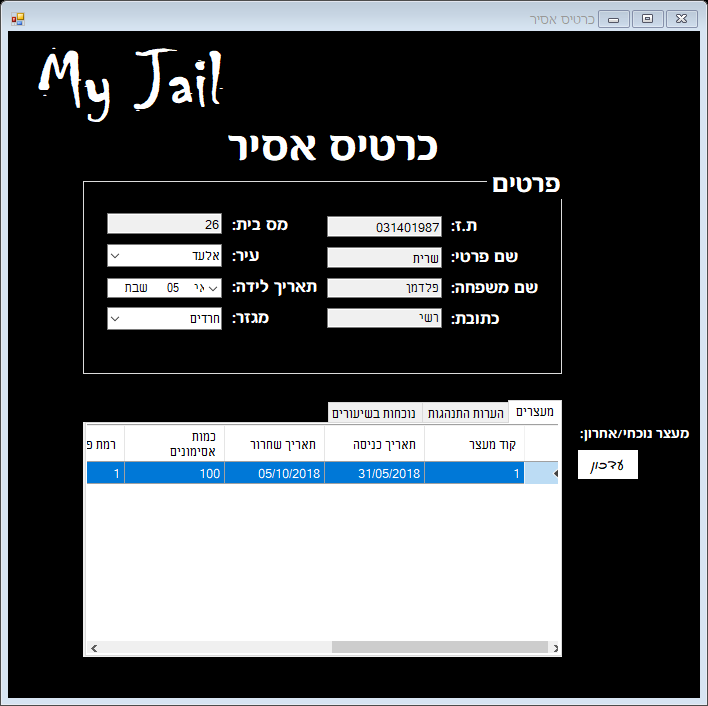 כרטיס אסיר
My Jail
כרטיס אסיר
פרטים
ת.ז: 031401987
מס בית: 26
שם פרטי: שרית
עיר: אלעד
שם משפחה: פלדמן
תאריך לידה: שבת 05
כתובת: רשי
מגזר: חרדים
מעצרים הערות התנהגות נוכחות בשיעורים
מעצר נוכחי/אחרון:
עדכון
קוד מעצר תאריך כניסה תאריך שחרור כמות אסימונים רמת
1 31/05/2018 05/10/2018 100 1